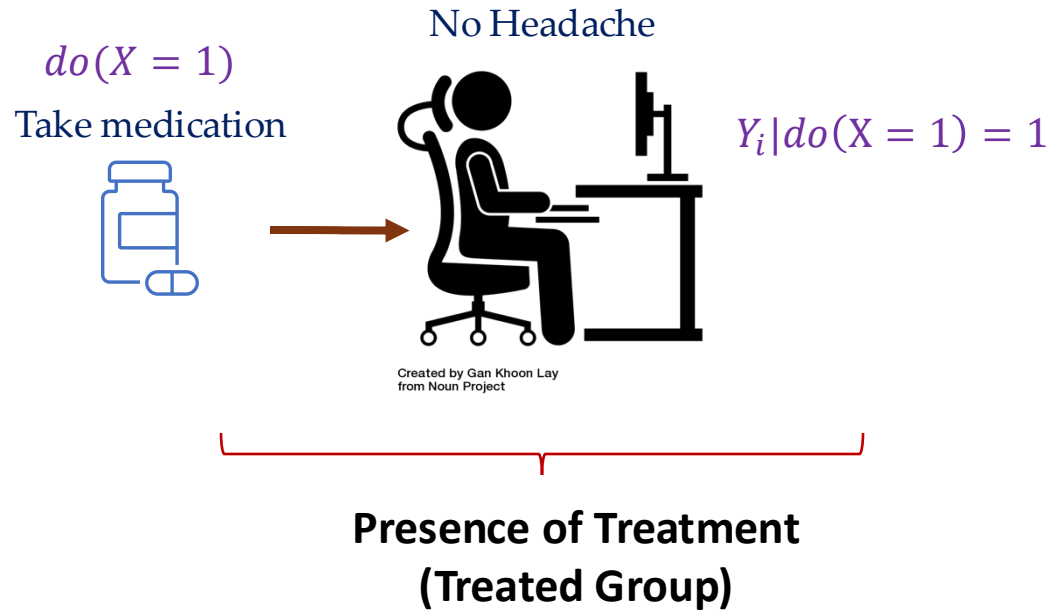 No Headache
do(X = 1)
Take medication
Y_i|do(X = 1) = 1
Created by Gan Khoon Lay
from Noun Project
Presence of Treatment
(Treated Group)